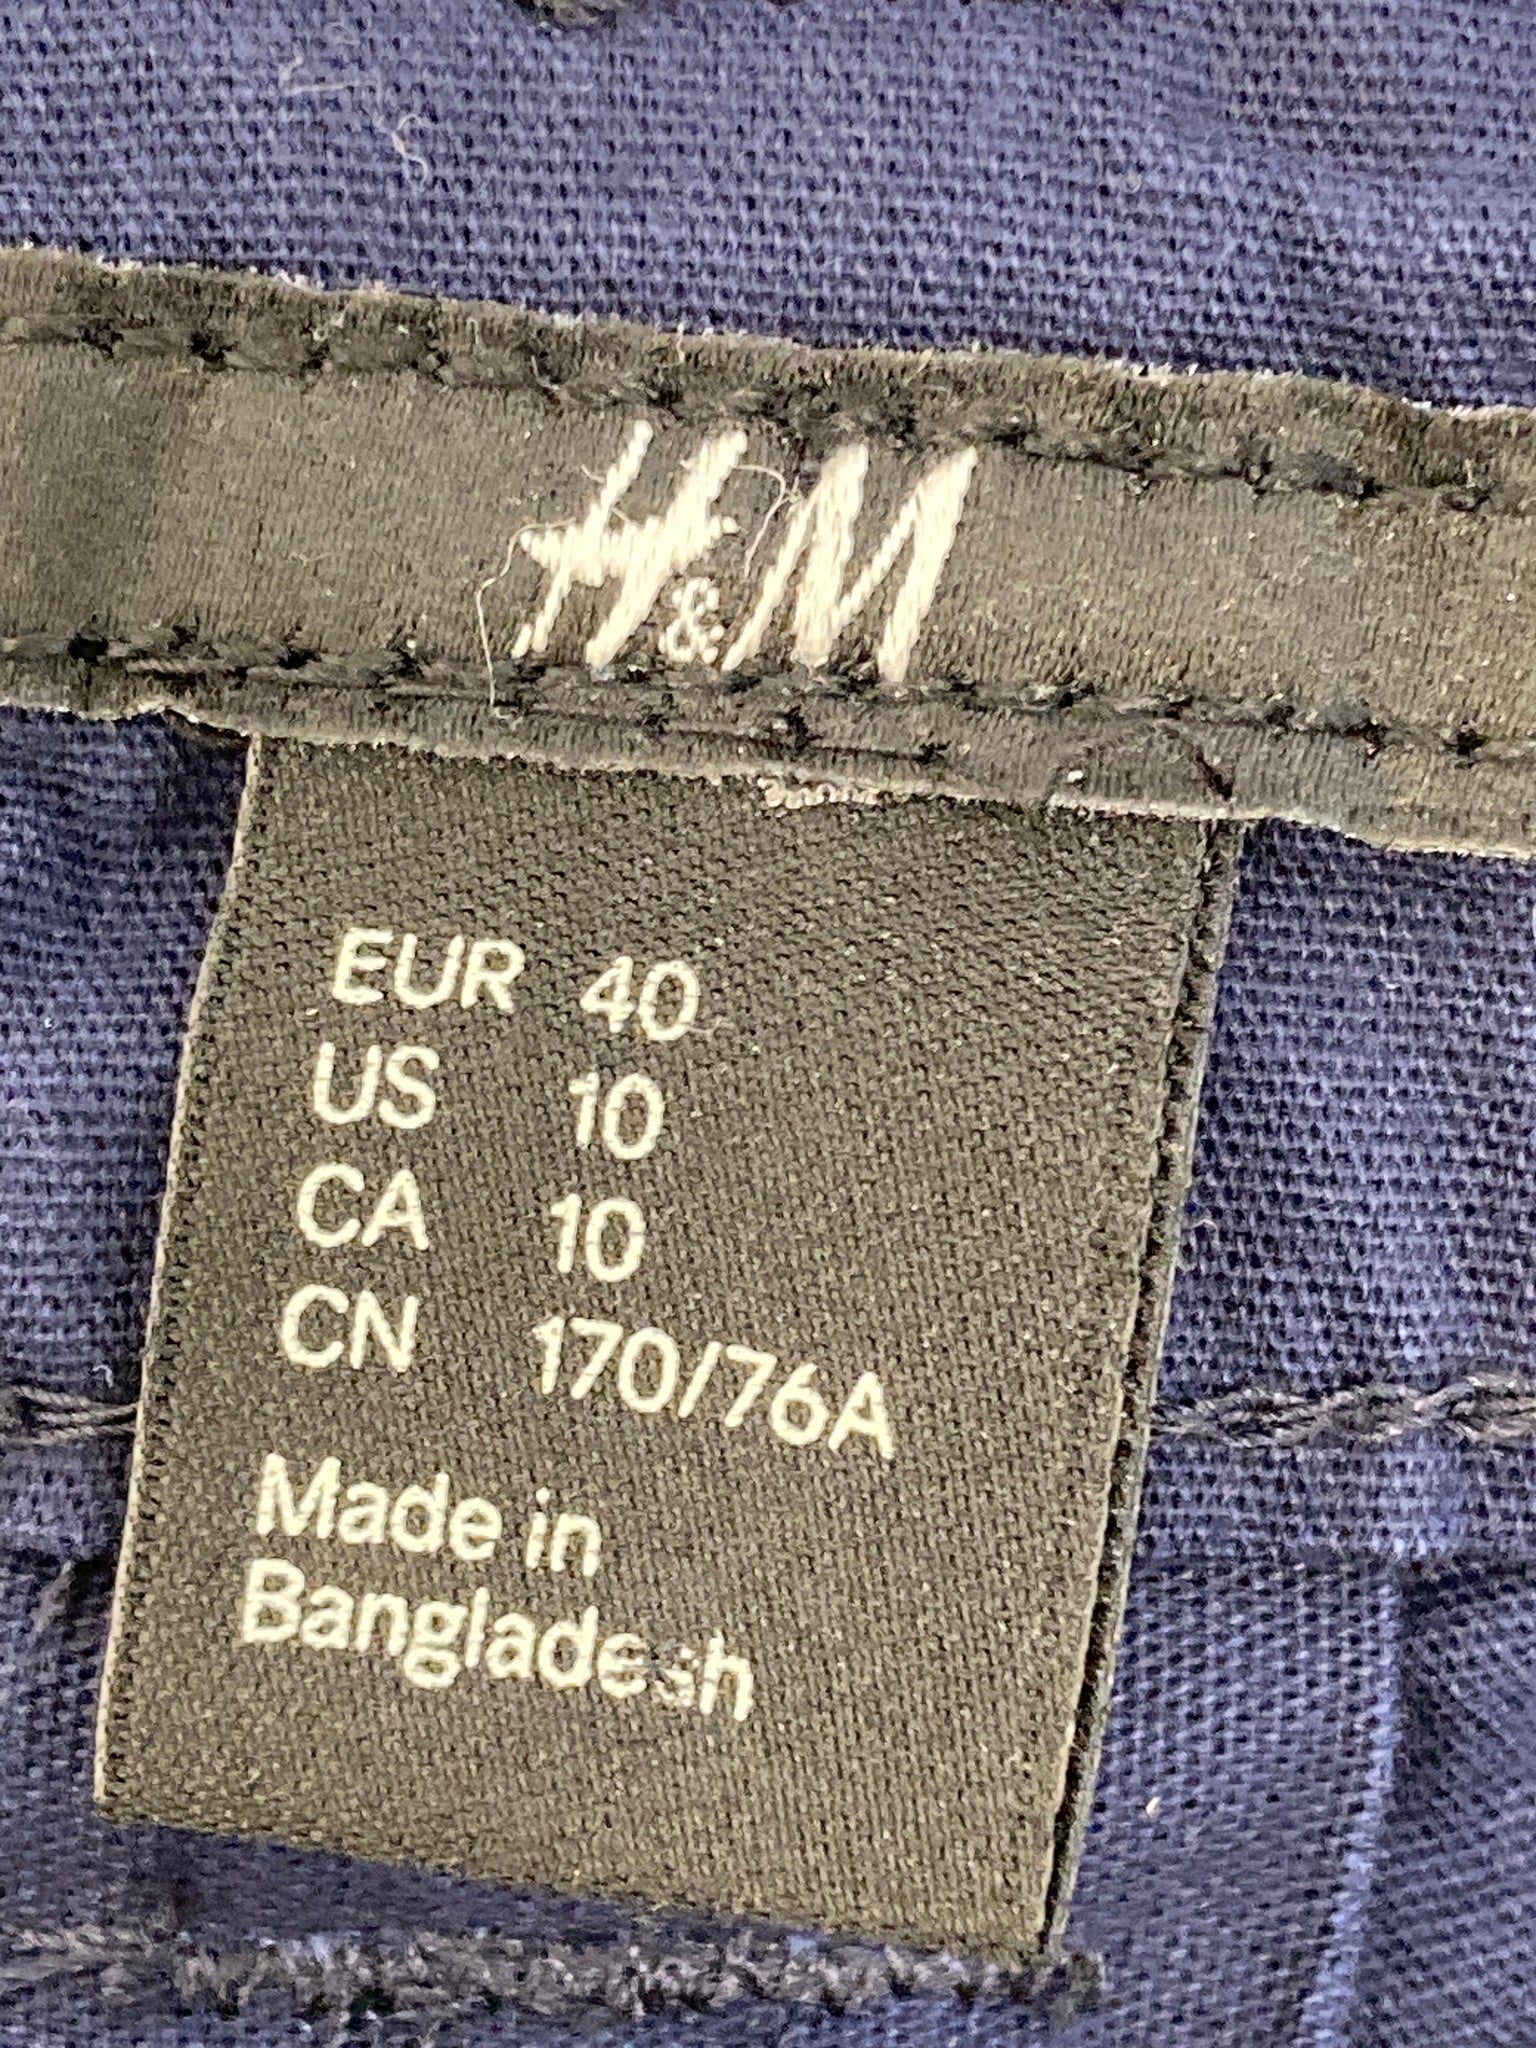 H&M
EUR 40
US 10
CA 10
CN 170/76A
Made in
Bangladesh